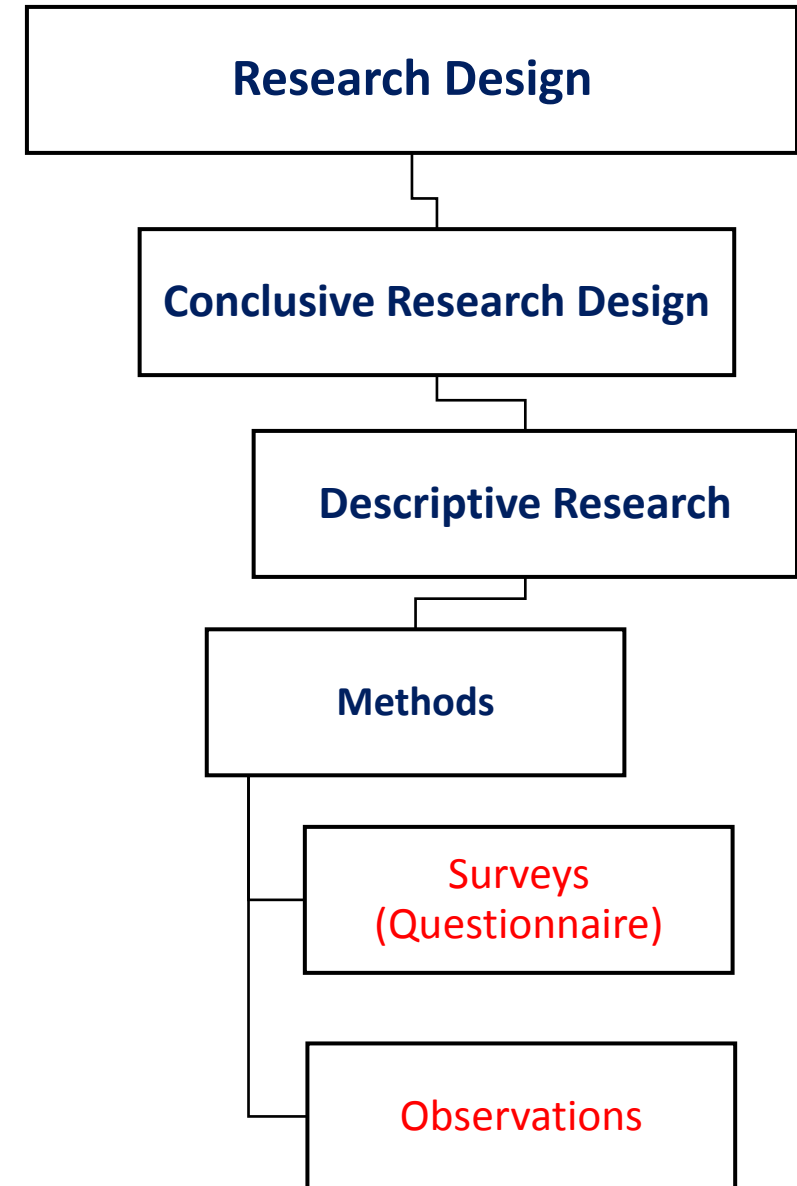 Research Design
Conclusive Research Design
Descriptive Research
Methods
Surveys
(Questionnaire)
Observations